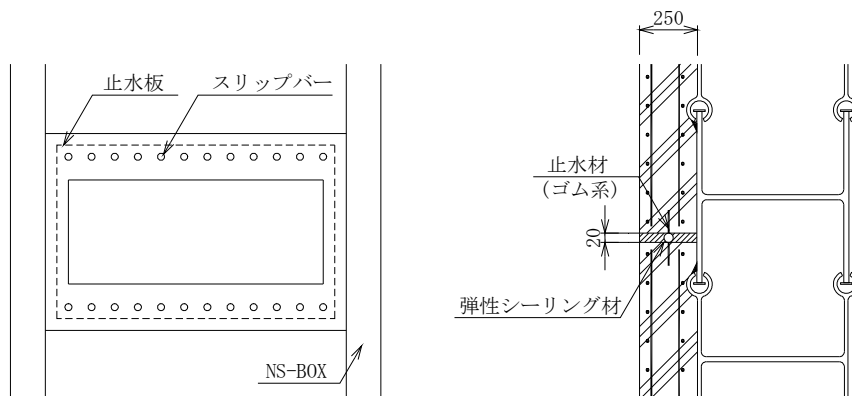 止水板
スリップバー
NS-BOX
250
止水材
(ゴム系)
20
弾性シーリング材